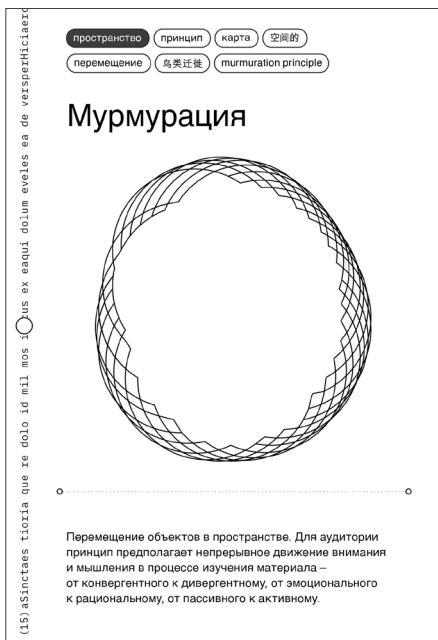 пространство принцип карта 空间的
перемещение 鸟类迁徙 murmuration principle
Мурмурация
Перемещение объектов в пространстве. Для аудитории
принцип предполагает непрерывное движение внимания
и мышления в процессе изучения материала –
от конвергентного к дивергентному, от эмоционального
к рациональному, от пассивного к активному.
(15)aSinctaes tioria que re dolo id mil mos us ex eaqui dolum eveles ea de versperHiciaerc